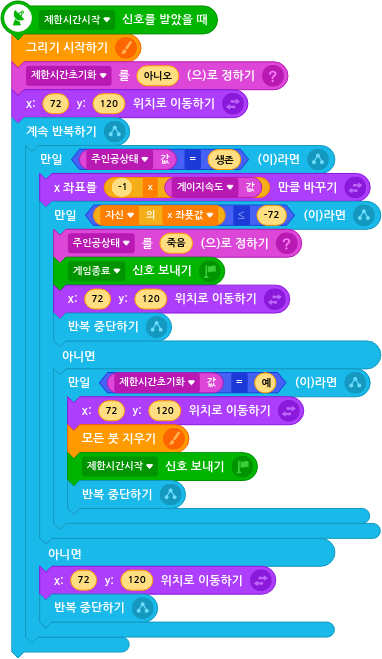 제한시간시작 신호를 받았을 때
그리기 시작하기
제한시간초기화 를 아니오 (으)로 정하기 ?
x: 72 y: 120 위치로 이동하기
계속 반복하기
만일 주인공상태 값 = 생존 (이)라면
x 좌표를 -1 x 게이지속도 값 만큼 바꾸기
만일 자신 의 x 좌푯값 ≤ -72 (이)라면
주인공상태 를 죽음 (으)로 정하기 ?
게임종료 신호 보내기
x: 72 y: 120 위치로 이동하기
반복 중단하기
아니면
만일 제한시간초기화 값 = 예 (이)라면
x: 72 y: 120 위치로 이동하기
모든 붓 지우기
제한시간시작 신호 보내기
반복 중단하기
아니면
x: 72 y: 120 위치로 이동하기
반복 중단하기